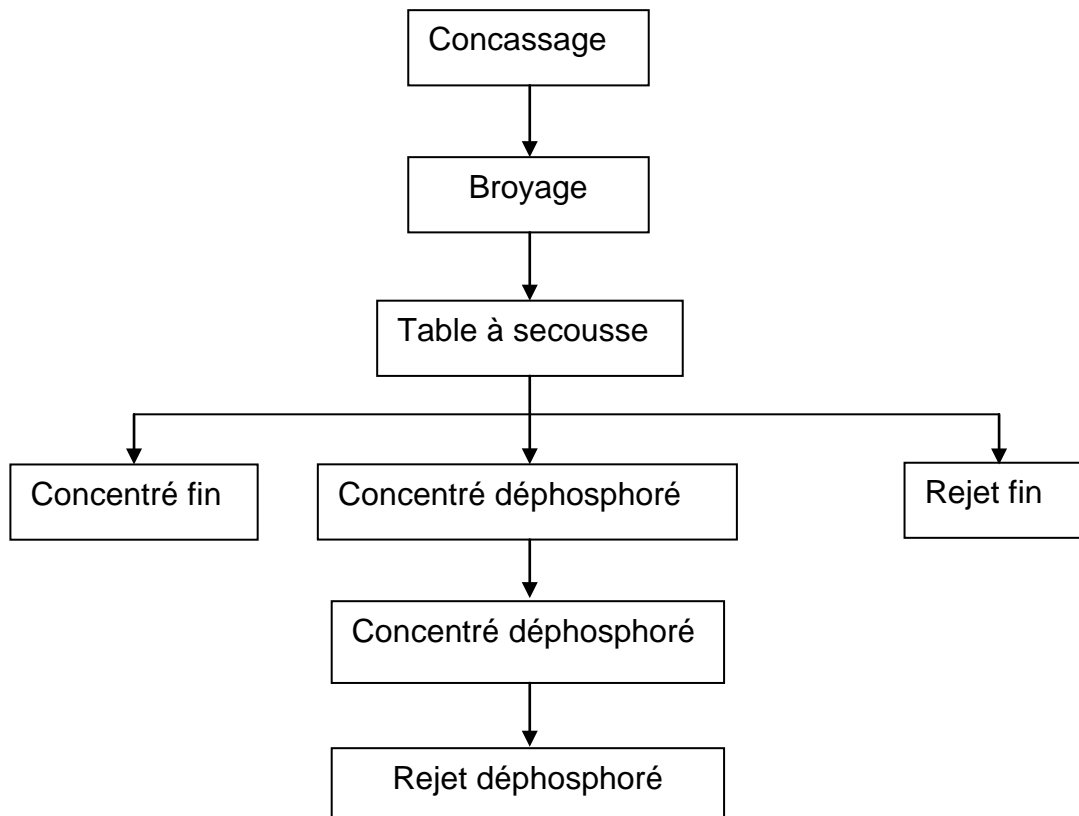 Concassage
Broyage
Table à secousse
Concentré fin
Concentré déphosphoré
Rejet fin
Concentré déphosphoré
Rejet déphosphoré